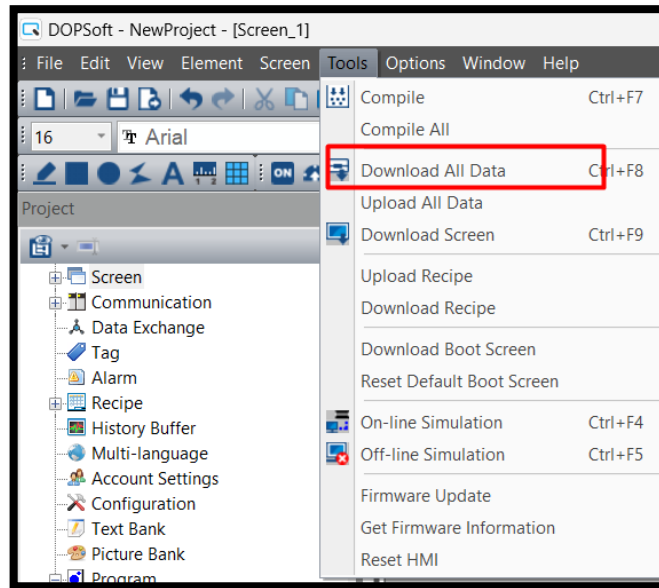 DOPSoft - NewProject - [Screen_1]
File Edit View Element Screen Tools Options Window Help
16 Arial
ON
Project
Screen
Communication
Data Exchange
Tag
Alarm
Recipe
History Buffer
Multi-language
Account Settings
Configuration
Text Bank
Picture Bank
Program
Compile Ctrl+F7
Compile All
Download All Data Ctrl+F8
Upload All Data
Download Screen Ctrl+F9
Upload Recipe
Download Recipe
Download Boot Screen
Reset Default Boot Screen
On-line Simulation Ctrl+F4
Off-line Simulation Ctrl+F5
Firmware Update
Get Firmware Information
Reset HMI